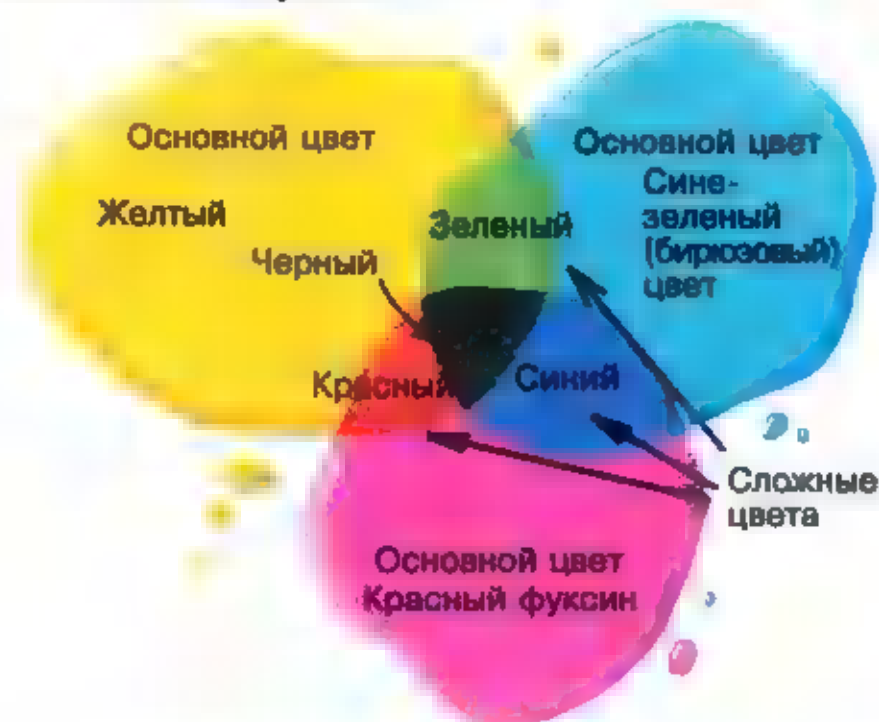 Основной цвет
Желтый
Черный
Зеленый
Основной цвет
Сине-
зеленый
(бирюзовый)
цвет
Красный
Синий
Сложные
цвета
Основной цвет
Красный фуксин